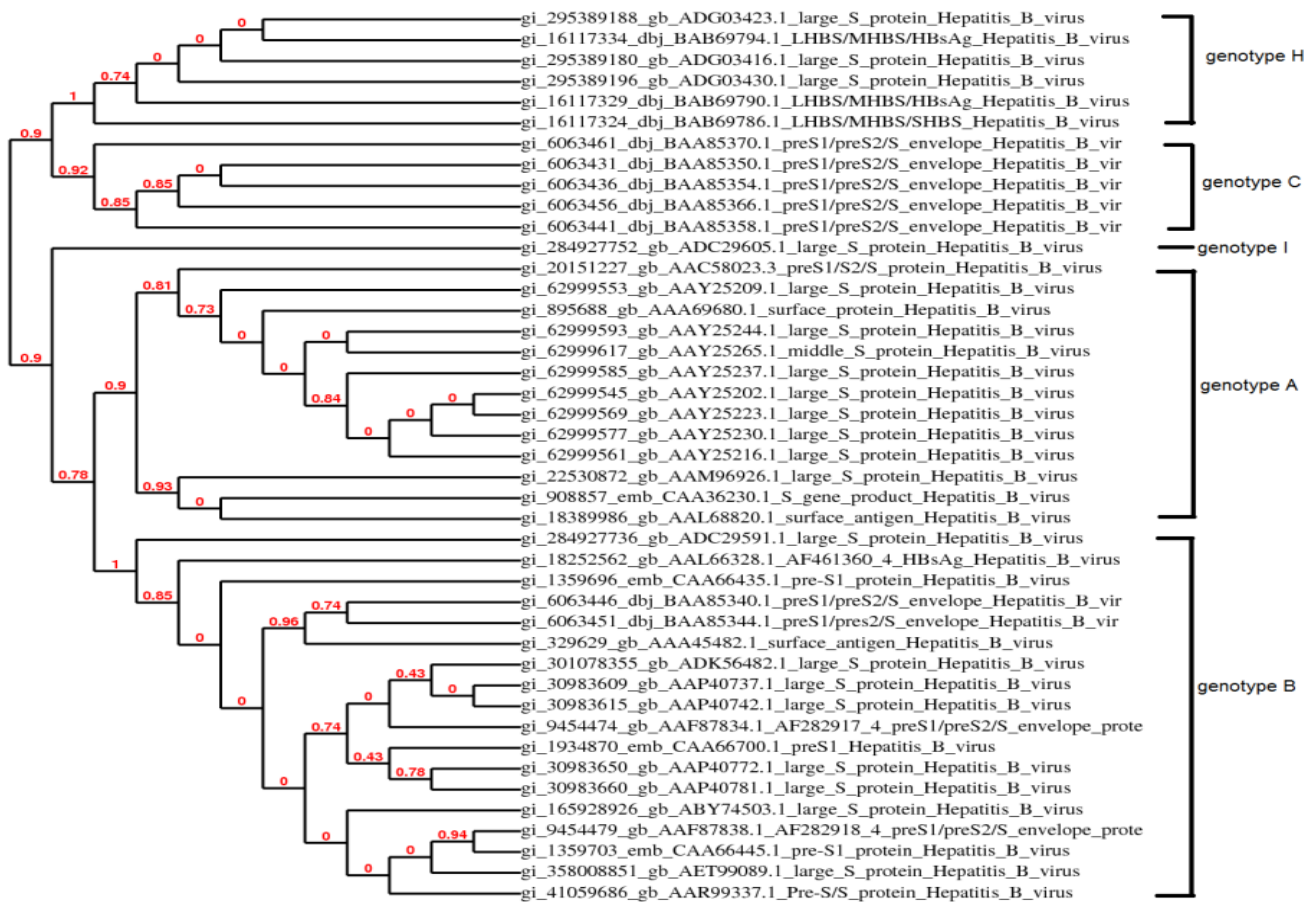 gi_295389188_gb_ADG03423.1_large_S_protein_Hepatitis_B_virus
0
gi_16117334_dbj_BAB69794.1_LHBS/MHBS/HBsAg_Hepatitis_B_virus
0
genotype H
gi_295389180_gb_ADG03416.1_large_S_protein_Hepatitis_B_virus
0
0.74
gi_295389196_gb_ADG03430.1_large_S_protein_Hepatitis_B_virus
1
gi_16117329_dbj_BAB69790.1_LHBS/MHBS/HBsAg_Hepatitis_B_virus
gi_16117324_dbj_BAB69786.1_LHBS/MHBS/SHBS_Hepatitis_B_virus
0.9
gi_6063461_dbj_BAA85370.1_preS1/preS2/S_envelope_Hepatitis_B_vir
gi_6063431_dbj_BAA85350.1_preS1/preS2/S_envelope_Hepatitis_B_vir
0.92
0
genotype C
gi_6063436_dbj_BAA85354.1_preS1/preS2/S_envelope_Hepatitis_B_vir
0.85
gi_6063456_dbj_BAA85366.1_preS1/preS2/S_envelope_Hepatitis_B_vir
0.85
gi_6063441_dbj_BAA85358.1_preS1/preS2/S_envelope_Hepatitis_B_vir
gi_284927752_gb_ADC29605.1_large_S_protein_Hepatitis_B_virus
genotype I
gi_20151227_gb_AAC58023.3_preS1/S2/S_protein_Hepatitis_B_virus
0.81
gi_62999553_gb_AAY25209.1_large_S_protein_Hepatitis_B_virus
0.73
gi_895688_gb_AAA69680.1_surface_protein_Hepatitis_B_virus
0
gi_62999593_gb_AAY25244.1_large_S_protein_Hepatitis_B_virus
0
0
gi_62999617_gb_AAY25265.1_middle_S_protein_Hepatitis_B_virus
0.9
0.9
gi_62999585_gb_AAY25237.1_large_S_protein_Hepatitis_B_virus
genotype A
gi_62999545_gb_AAY25202.1_large_S_protein_Hepatitis_B_virus
0.84
0
gi_62999569_gb_AAY25223.1_large_S_protein_Hepatitis_B_virus
0
gi_62999577_gb_AAY25230.1_large_S_protein_Hepatitis_B_virus
0
gi_62999561_gb_AAY25216.1_large_S_protein_Hepatitis_B_virus
0.78
gi_22530872_gb_AAM96926.1_large_S_protein_Hepatitis_B_virus
0.93
gi_908857_emb_CAA36230.1_S_gene_product_Hepatitis_B_virus
0
gi_18389986_gb_AAL68820.1_surface_antigen_Hepatitis_B_virus
gi_284927736_gb_ADC29591.1_large_S_protein_Hepatitis_B_virus
1
gi_18252562_gb_AAL66328.1_AF461360_4_HBsAg_Hepatitis_B_virus
0.85
gi_1359696_emb_CAA66435.1_pre-S1_protein_Hepatitis_B_virus
gi_6063446_dbj_BAA85340.1_preS1/preS2/S_envelope_Hepatitis_B_vir
0.74
0.96
gi_6063451_dbj_BAA85344.1_preS1/pres2/S_envelope_Hepatitis_B_vir
0
gi_329629_gb_AAA45482.1_surface_antigen_Hepatitis_B_virus
gi_301078355_gb_ADK56482.1_large_S_protein_Hepatitis_B_virus
0.43
gi_30983609_gb_AAP40737.1_large_S_protein_Hepatitis_B_virus
genotype B
0
0
gi_30983615_gb_AAP40742.1_large_S_protein_Hepatitis_B_virus
0
gi_9454474_gb_AAF87834.1_AF282917_4_preS1/preS2/S_envelope_prote
0.74
gi_1934870_emb_CAA66700.1_preS1_Hepatitis_B_virus
0.43
gi_30983650_gb_AAP40772.1_large_S_protein_Hepatitis_B_virus
0.78
0
gi_30983660_gb_AAP40781.1_large_S_protein_Hepatitis_B_virus
gi_165928926_gb_ABY74503.1_large_S_protein_Hepatitis_B_virus
gi_9454479_gb_AAF87838.1_AF282918_4_preS1/preS2/S_envelope_prote
0.94
0
gi_1359703_emb_CAA66445.1_pre-S1_protein_Hepatitis_B_virus
0
gi_358008851_gb_AET99089.1_large_S_protein_Hepatitis_B_virus
0
gi_41059686_gb_AAR99337.1_Pre-S/S_protein_Hepatitis_B_virus